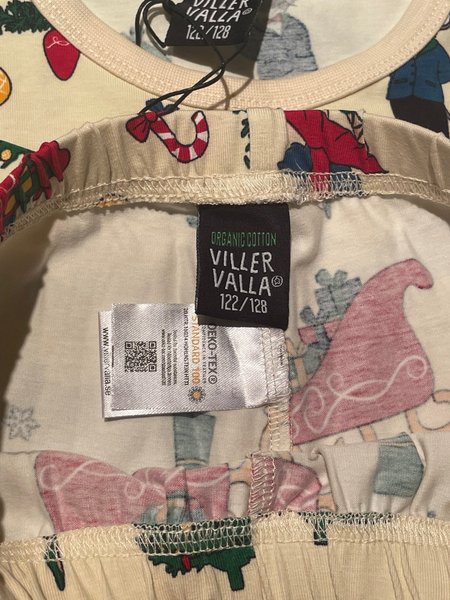 VILLER
VALLA
122/128
ORGANIC COTTON
VILLER
VALLA
122/128
OEKO-TEX®
STANDARD 100
www.villervalla.se